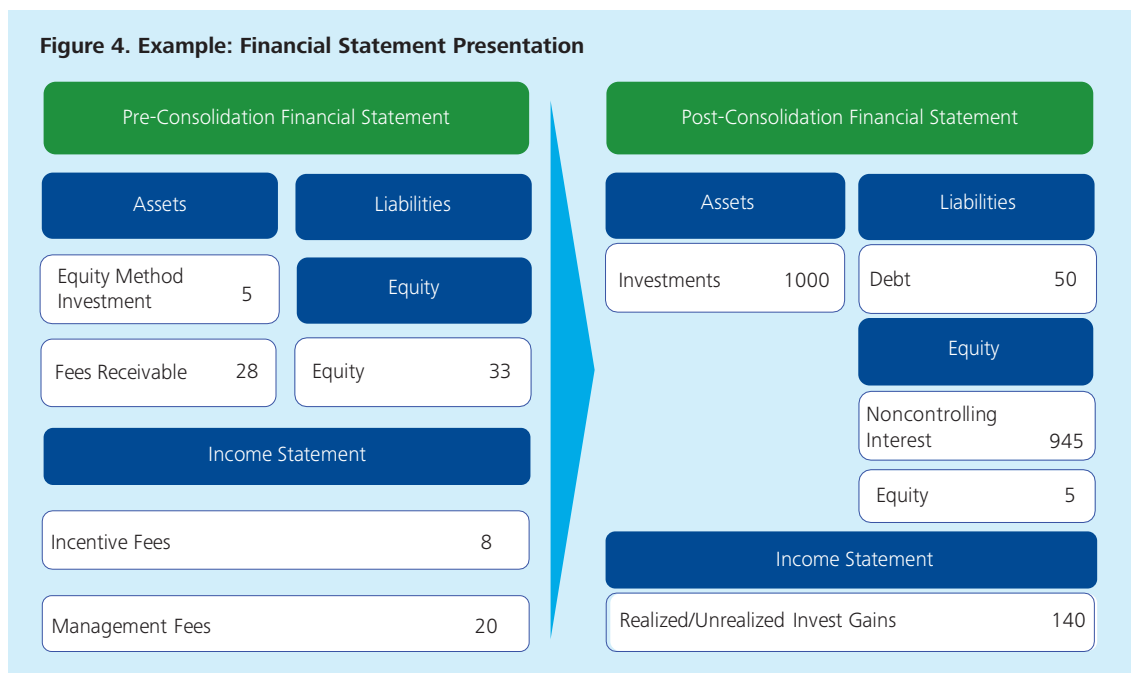 Figure 4. Example: Financial Statement Presentation
Pre-Consolidation Financial Statement
Assets
Liabilities
Equity Method
Investment 5
Equity
Fees Receivable 28
Equity 33
Income Statement
Incentive Fees 8
Management Fees 20
Post-Consolidation Financial Statement
Assets
Liabilities
Investments 1000
Debt 50
Equity
Noncontrolling
Interest 945
Equity 5
Income Statement
Realized/Unrealized Invest Gains 140